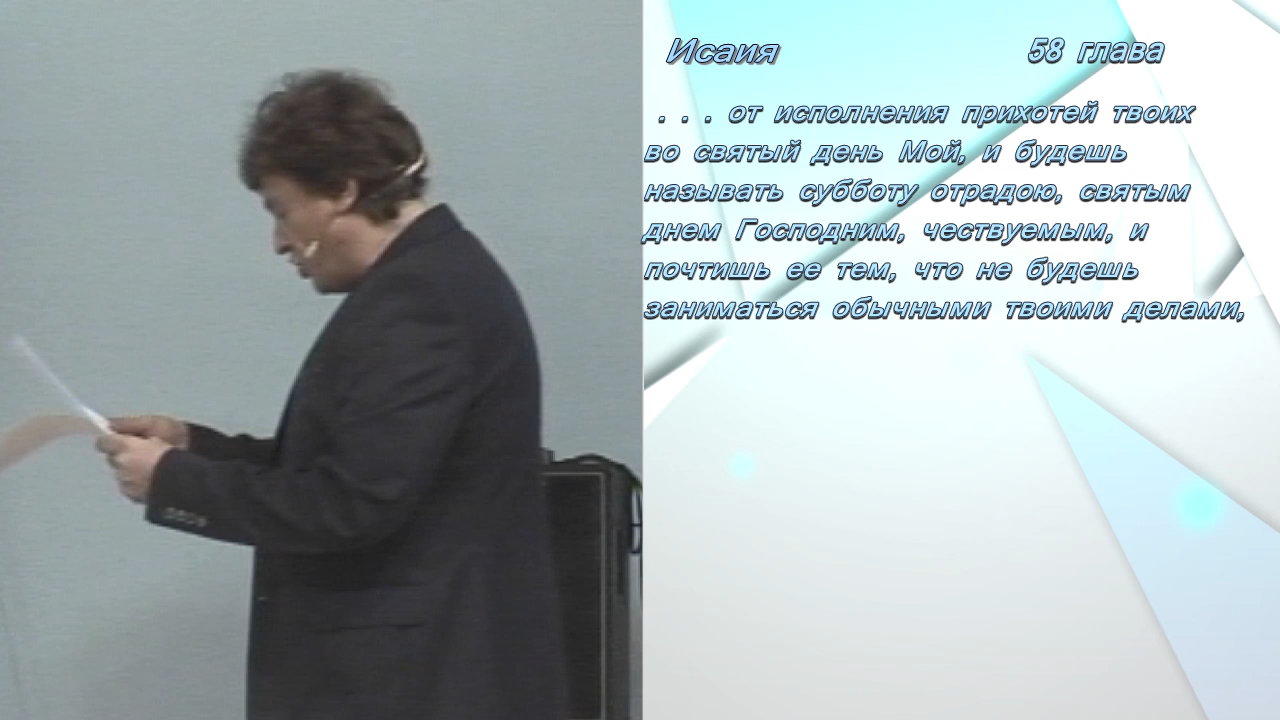 Исаия 58 глава
. . . от исполнения прихотей твоих
во святый день Мой, и будешь
называть субботу отрадою, святым
днем Господним, чествуемым, и
почтишь ее тем, что не будешь
заниматься обычными твоими делами,